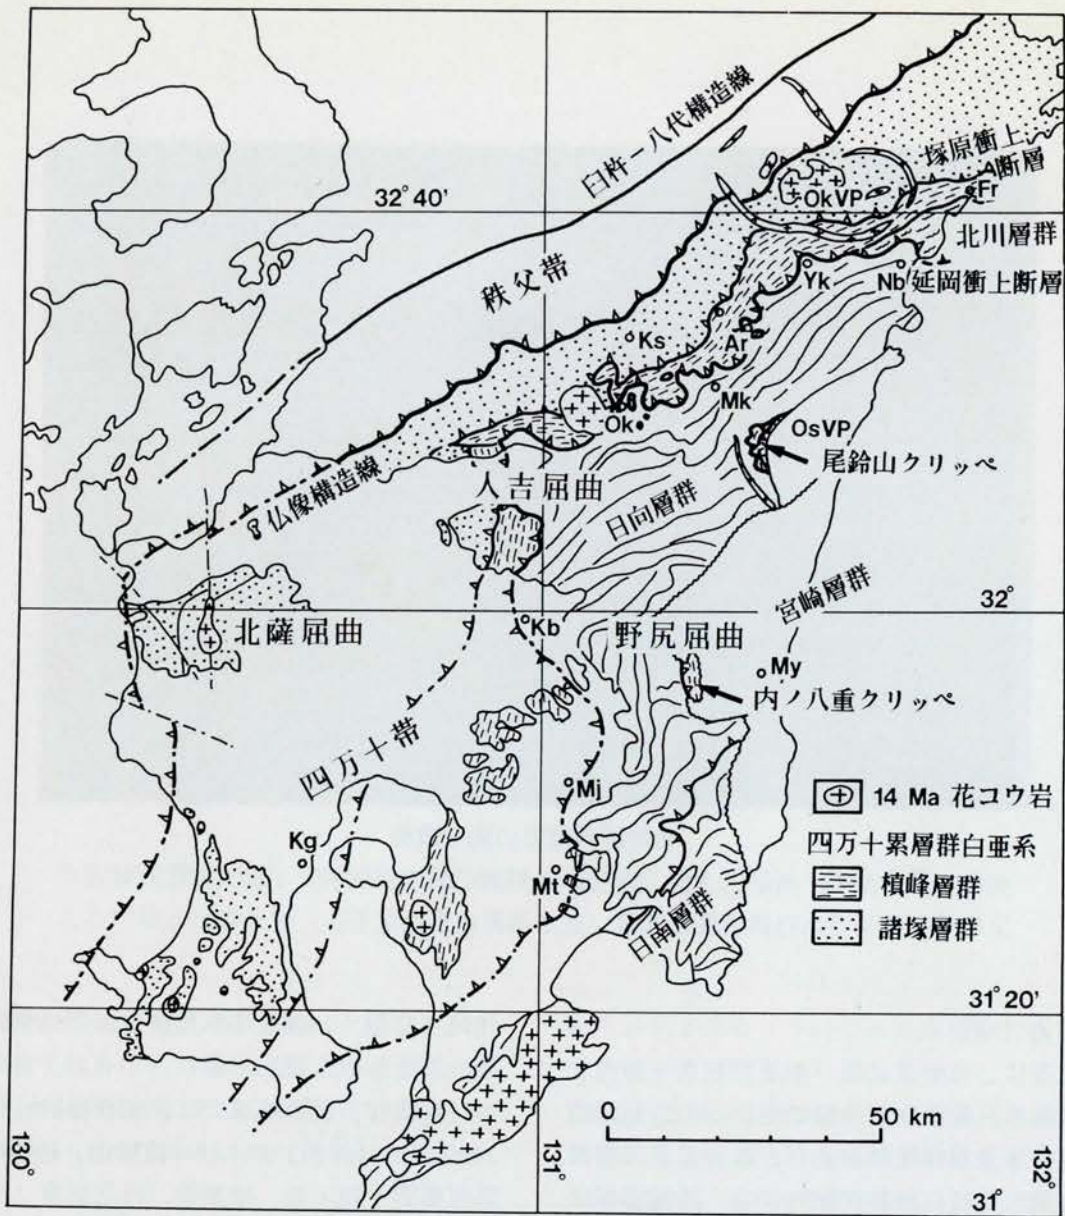 臼杵−八代構造線
塚原衝上
断層
Fr
32°40'
OkVP
北川層群
秩父帯
Yk
Nb
延岡衝上断層
Ks
Ar
Mk
Ok
OsVP
尾鈴山クリッペ
仏像構造線
人吉屈曲
日向層群
宮崎層群
32°
北薩屈曲
Kb
野尻屈曲
My
内ノ八重クリッペ
四万十帯
Mj
14 Ma 花コウ岩
四万十累層群白亜系
槙峰層群
諸塚層群
Kg
Mt
日南層群
31°20'
0 50 km
130°
131°
132°
31°